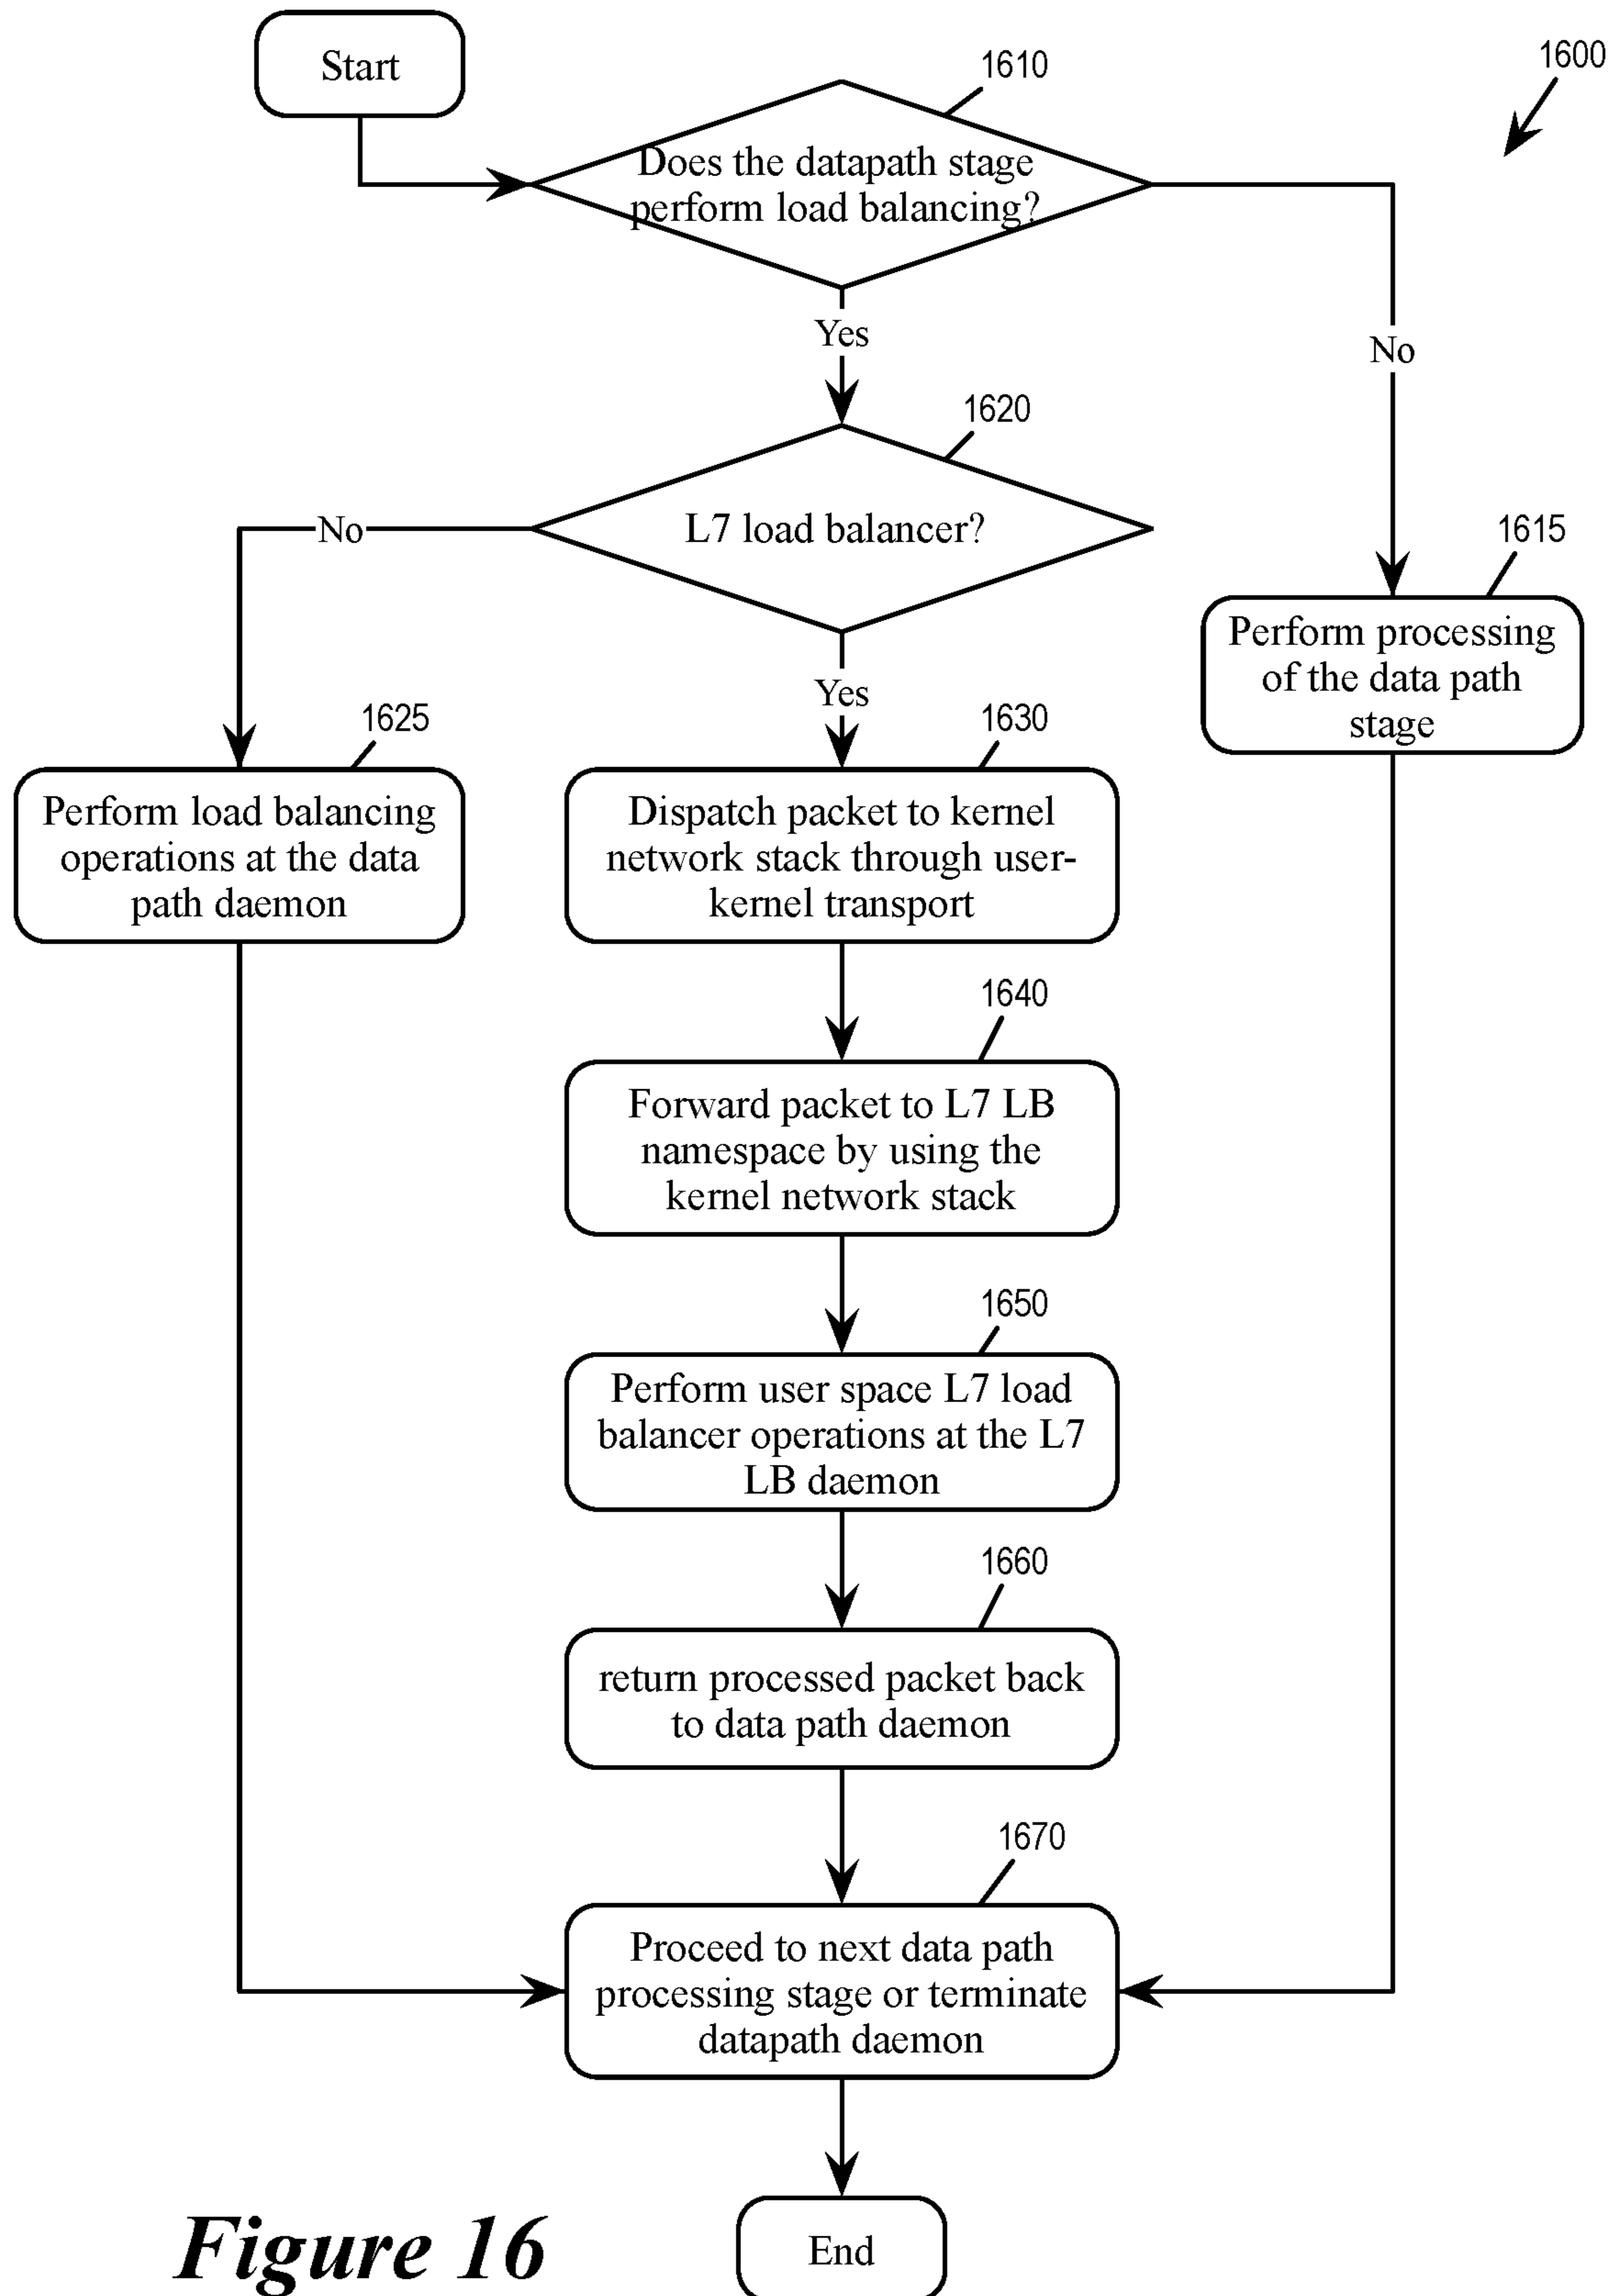 Start
1610
1600
Does the datapath stage
perform load balancing?
Yes
No
1620
L7 load balancer?
No
1615
Perform processing
of the data path
stage
Yes
1625
1630
Perform load balancing
operations at the data
path daemon
Dispatch packet to kernel
network stack through user-
kernel transport
1640
Forward packet to L7 LB
namespace by using the
kernel network stack
1650
Perform user space L7 load
balancer operations at the L7
LB daemon
1660
return processed packet back
to data path daemon
1670
Proceed to next data path
processing stage or terminate
datapath daemon
End
Figure 16